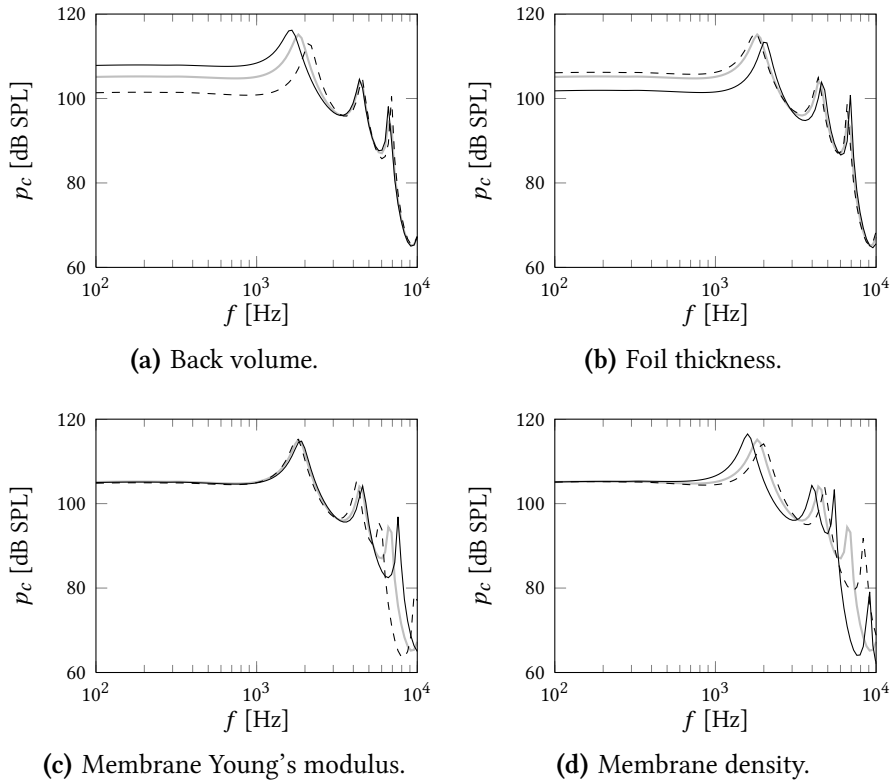 120
100
80
60
p_c [dB SPL]
10^2 10^3 10^4
f [Hz]
(a) Back volume.
120
100
80
60
p_c [dB SPL]
10^2 10^3 10^4
f [Hz]
(b) Foil thickness.
120
100
80
60
p_c [dB SPL]
10^2 10^3 10^4
f [Hz]
(c) Membrane Young's modulus.
120
100
80
60
p_c [dB SPL]
10^2 10^3 10^4
f [Hz]
(d) Membrane density.